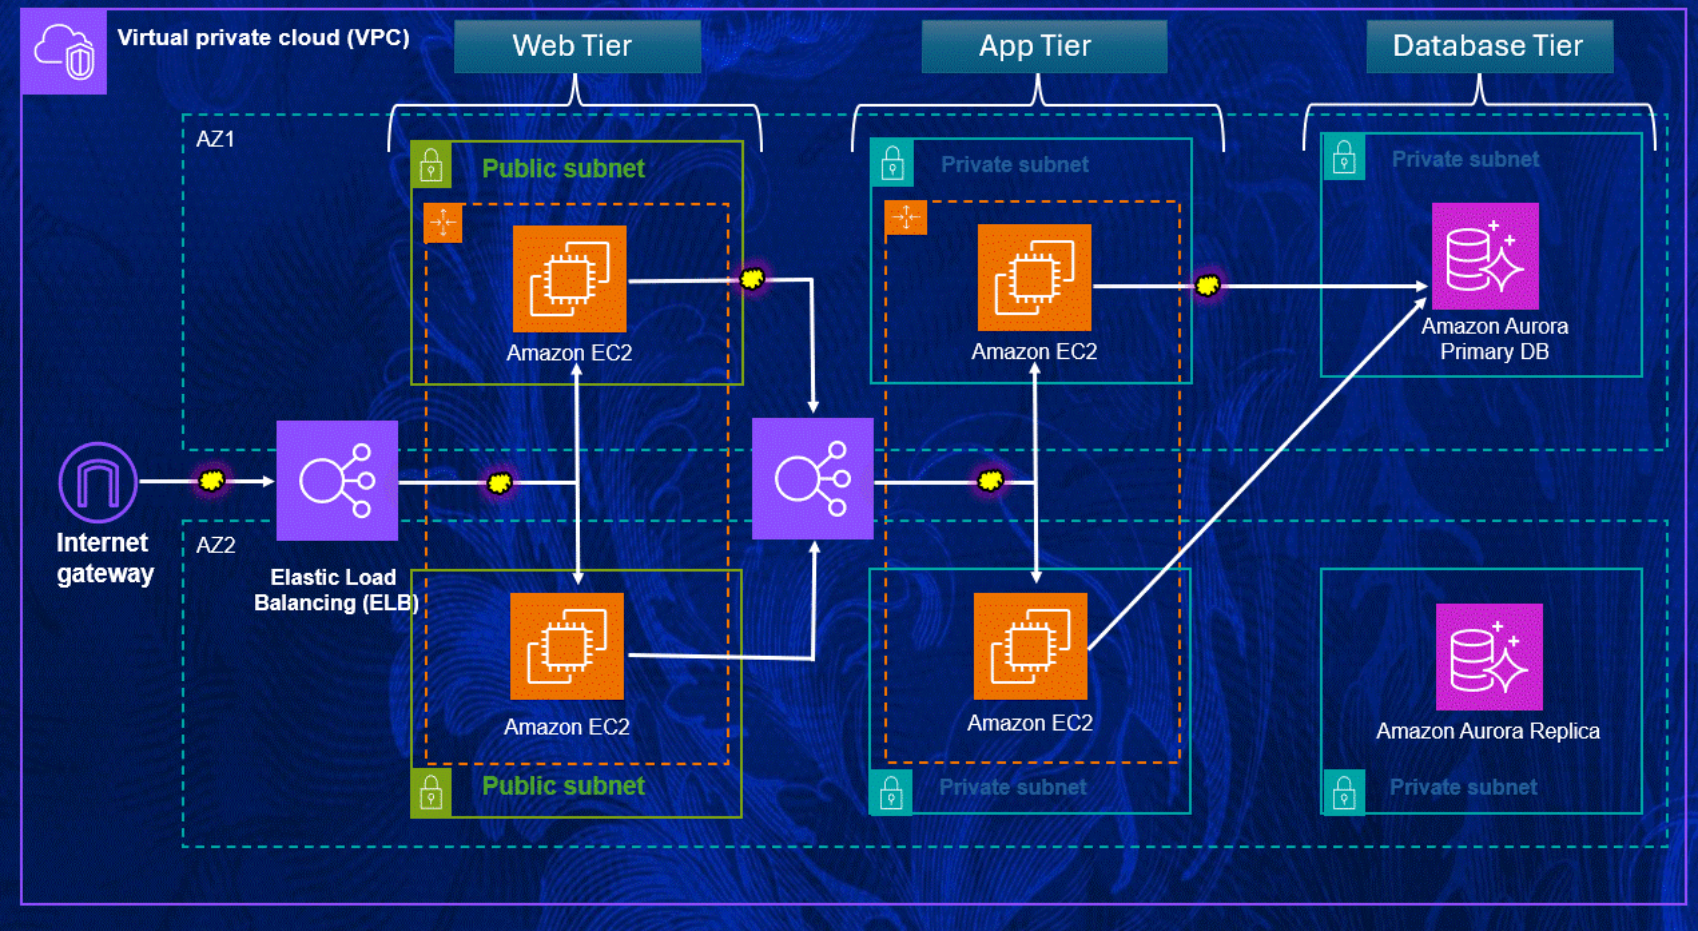 Virtual private cloud (VPC)
Web Tier
App Tier
Database Tier
AZ1
Public subnet
Private subnet
Private subnet
Amazon EC2
Amazon EC2
Amazon Aurora
Primary DB
Internet
gateway
AZ2
Elastic Load
Balancing (ELB)
Amazon EC2
Amazon EC2
Amazon Aurora Replica
Public subnet
Private subnet
Private subnet